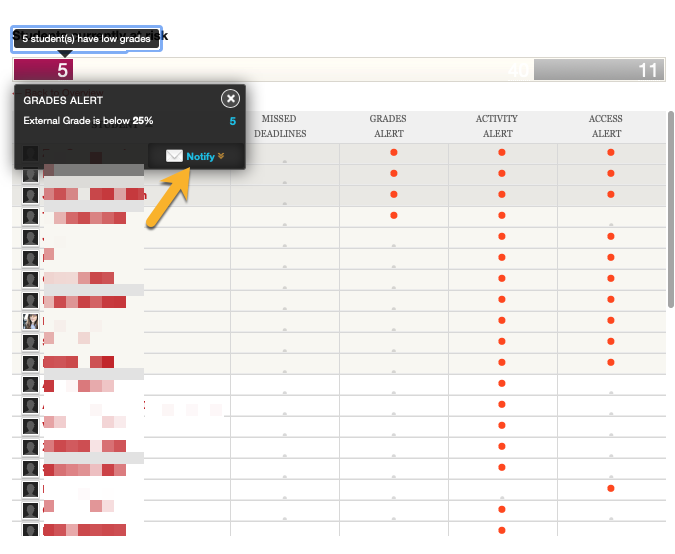 5 student(s) have low grades
5
11
GRADES ALERT
External Grade is below 25%
5
MISSED
DEADLINES
GRADES
ALERT
ACTIVITY
ALERT
ACCESS
ALERT
Notify